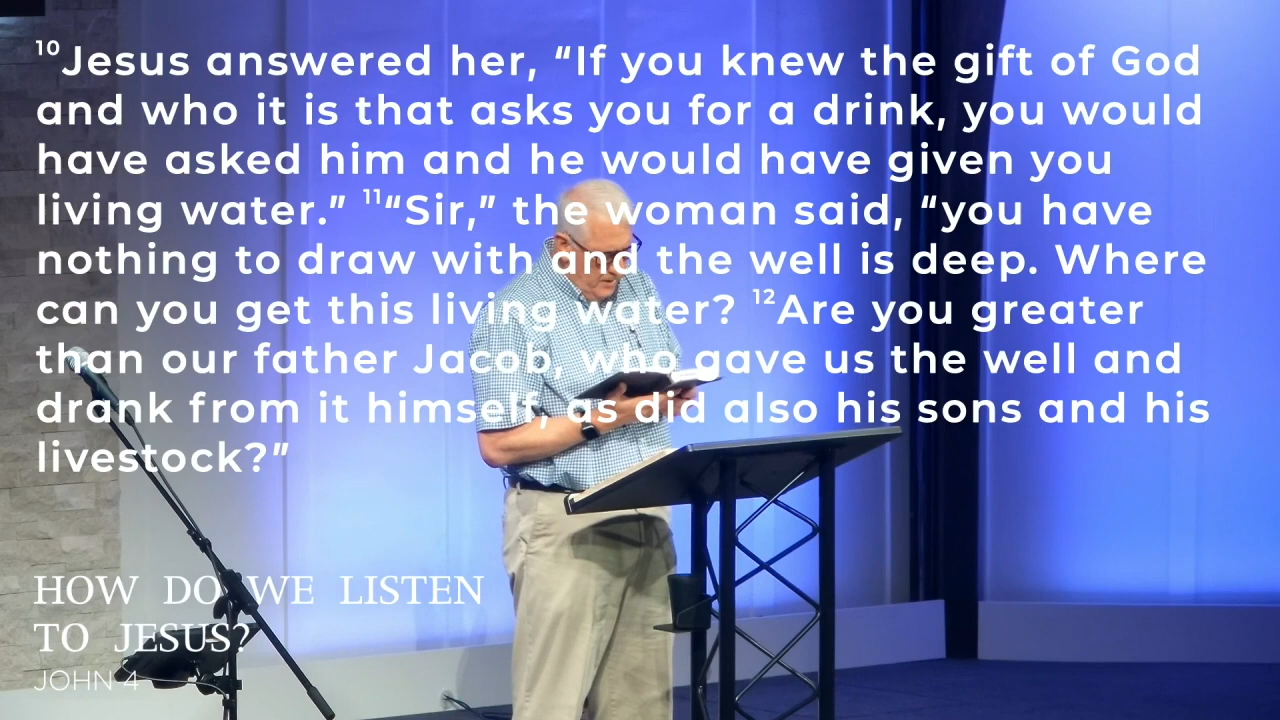 10Jesus answered her, “If you knew the gift of God
and who it is that asks you for a drink, you would
have asked him and he would have given you
living water.” 11“Sir,” the woman said, “you have
nothing to draw with and the well is deep. Where
can you get this living water? 12Are you greater
than our father Jacob, who gave us the well and
drank from it himself, as did also his sons and his
livestock?”
HOW DO WE LISTEN
TO JESUS?
JOHN 4